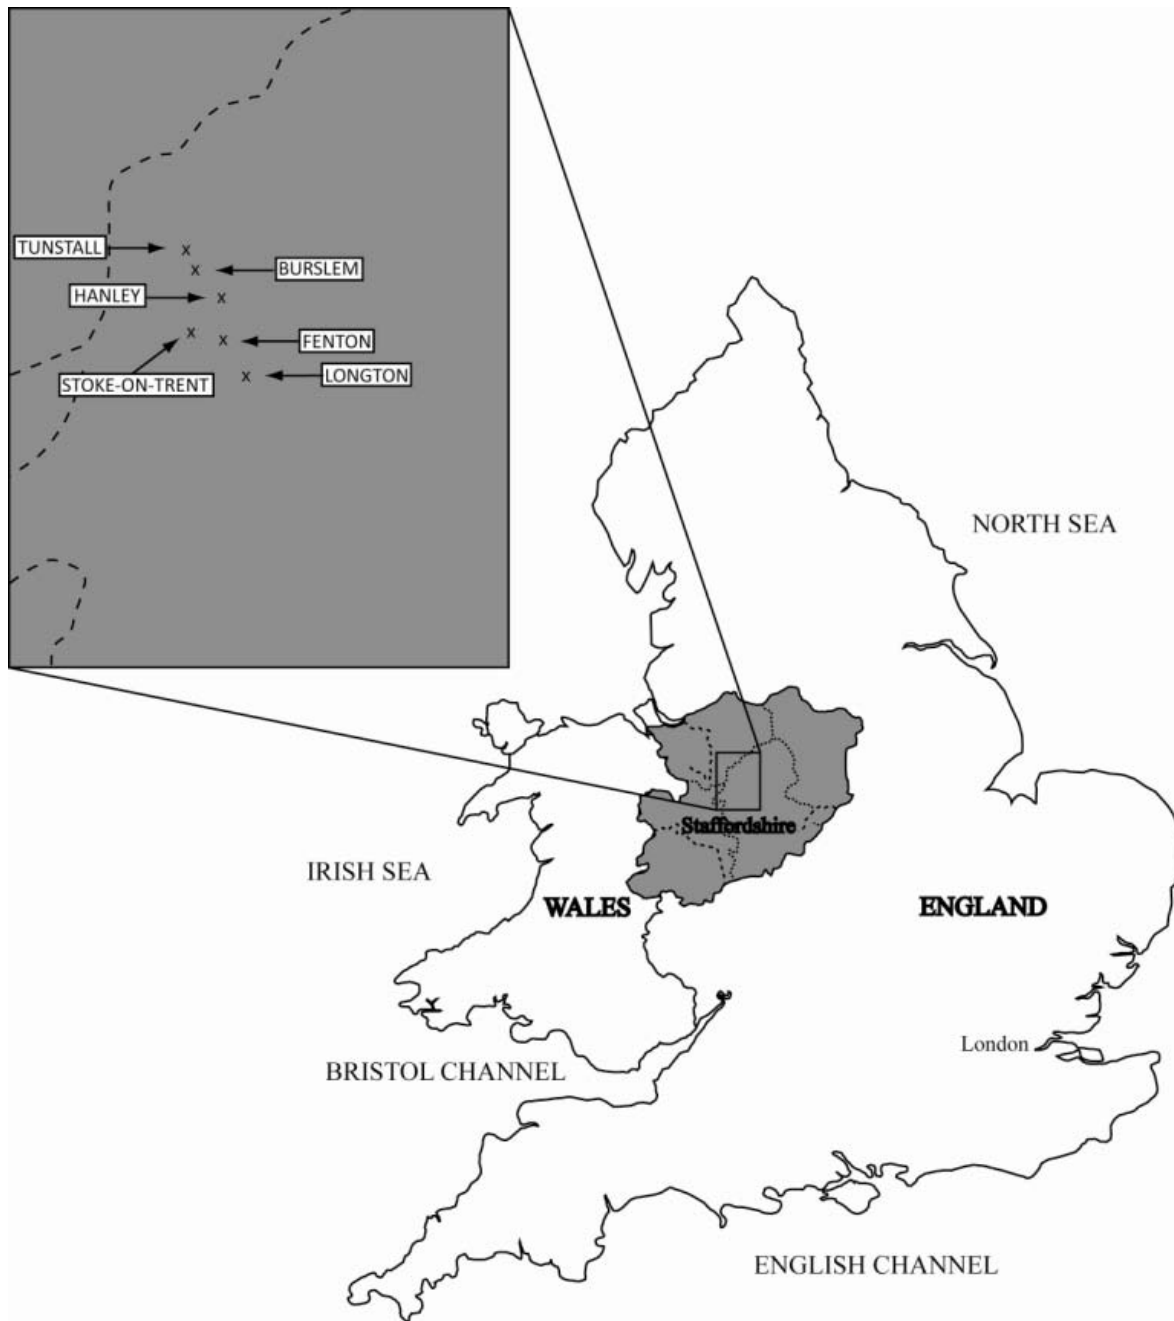 TUNSTALL
BURSLEM
HANLEY
FENTON
STOKE-ON-TRENT
LONGTON
NORTH SEA
Staffordshire
IRISH SEA
WALES
ENGLAND
London
BRISTOL CHANNEL
ENGLISH CHANNEL